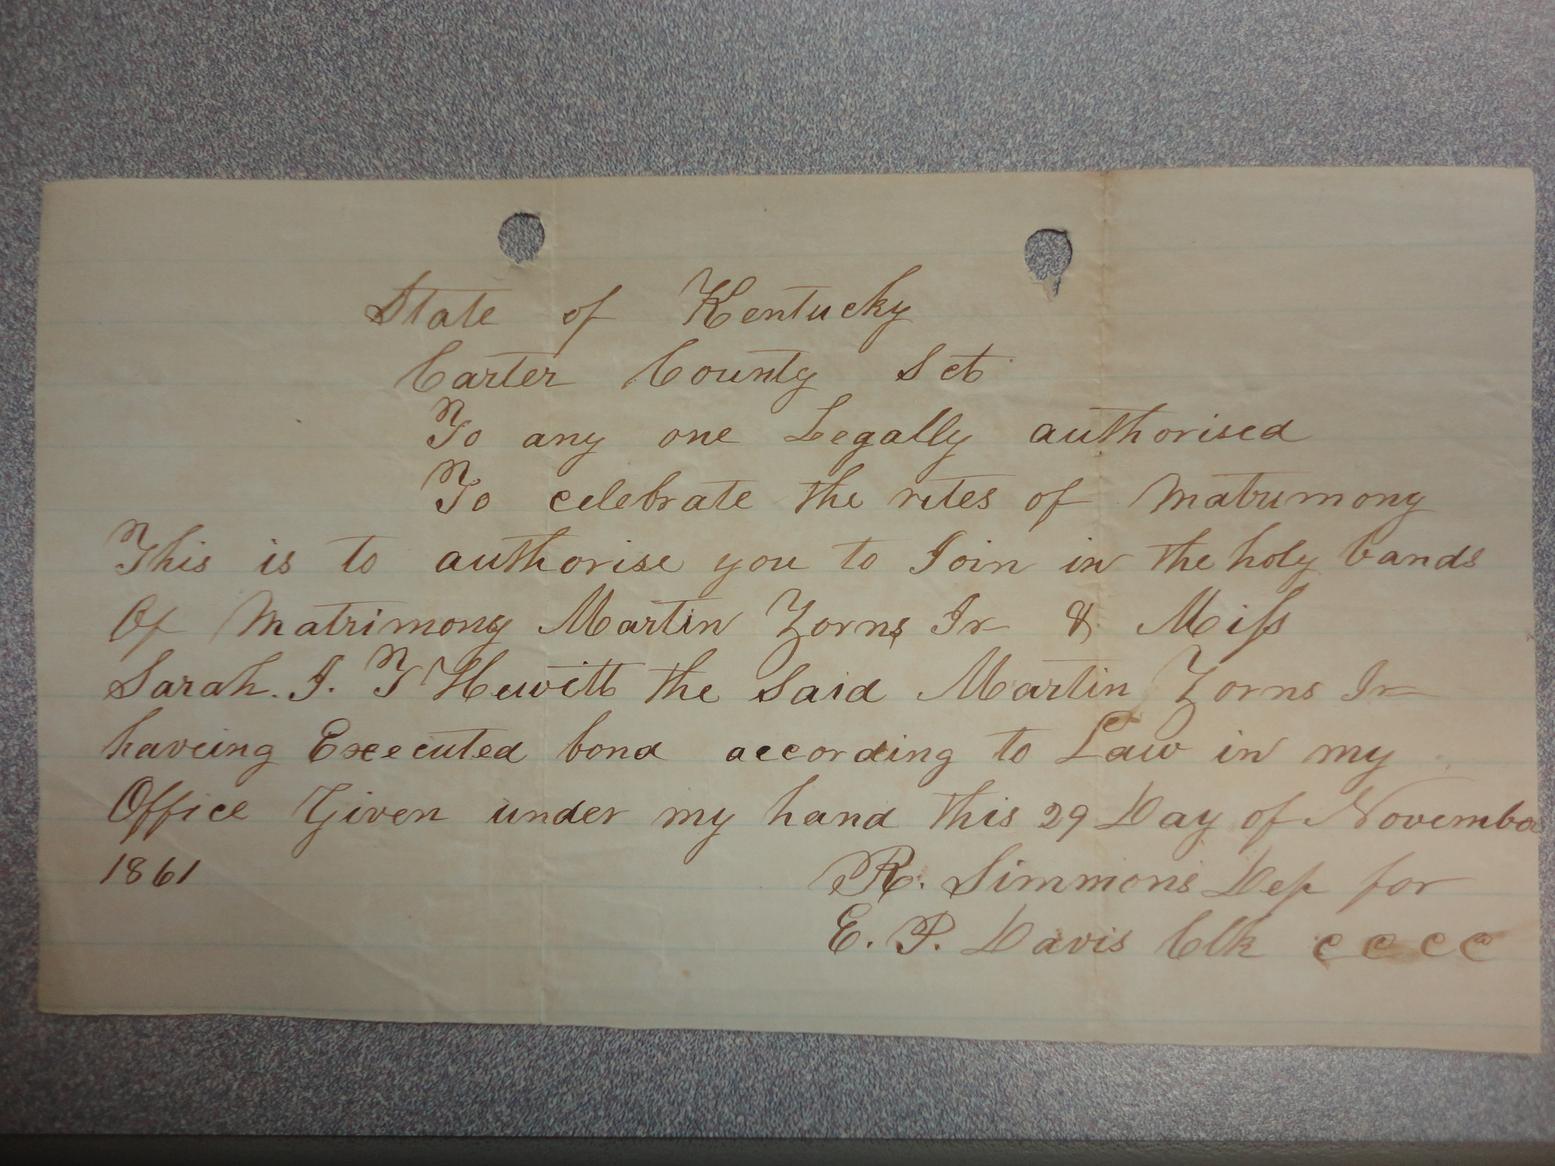 State of Kentucky
Carter County Sct
To any one Legally authorised
To celebrate the rites of Matrimony
This is to authorise you to Join in the holy bands
Of Matrimony Martin Zorns Jr & Miss
Sarah. J. T Hewitt the said Martin Zorns Jr
haveing Executed bond according to Law in my
Office Given under my hand this 29 Day of November
1861
R. Simmons Dep for
E. P. Davis Clk C C C C